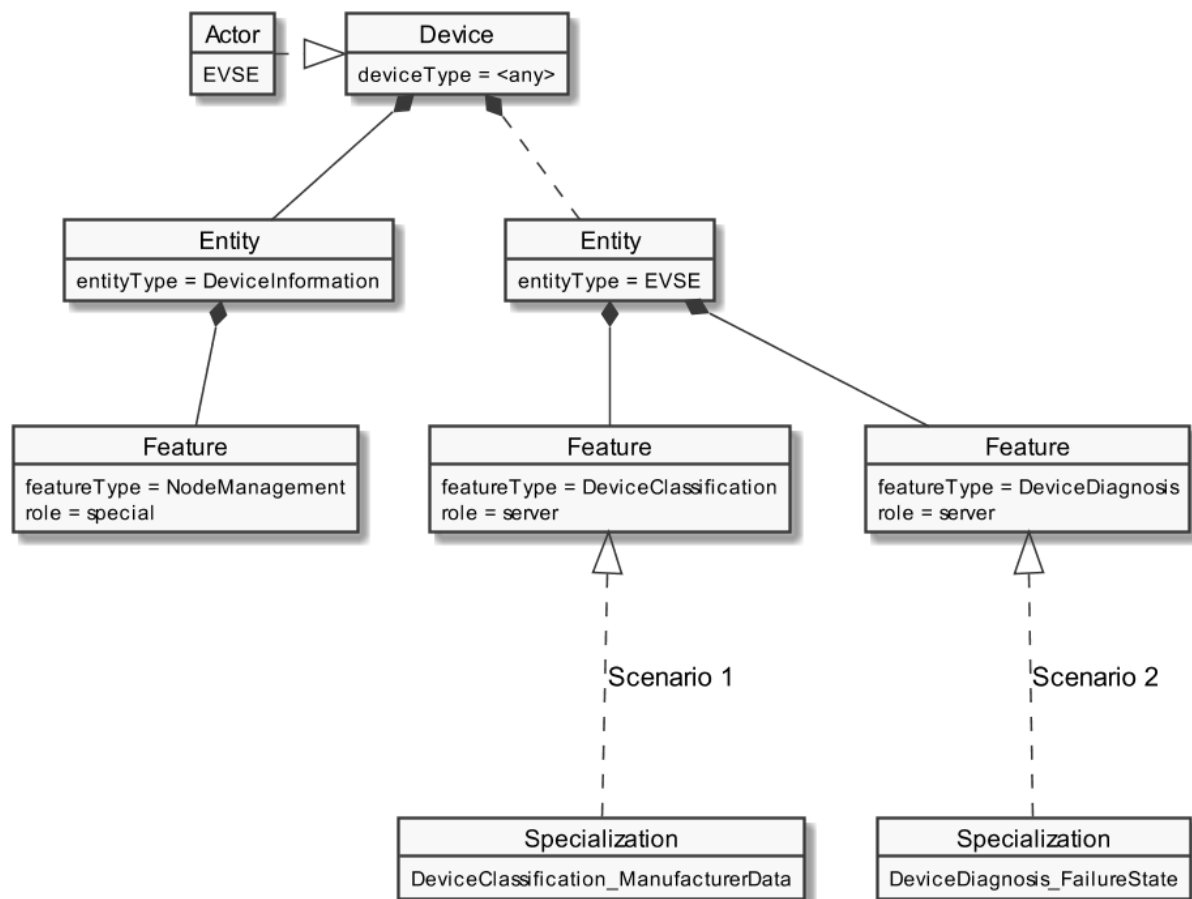 Actor
EVSE
Device
deviceType = <any>
Entity
entityType = DeviceInformation
Entity
entityType = EVSE
Feature
featureType = NodeManagement
role = special
Feature
featureType = DeviceClassification
role = server
Feature
featureType = DeviceDiagnosis
role = server
Scenario 1
Scenario 2
Specialization
DeviceClassification_ManufacturerData
Specialization
DeviceDiagnosis_FailureState